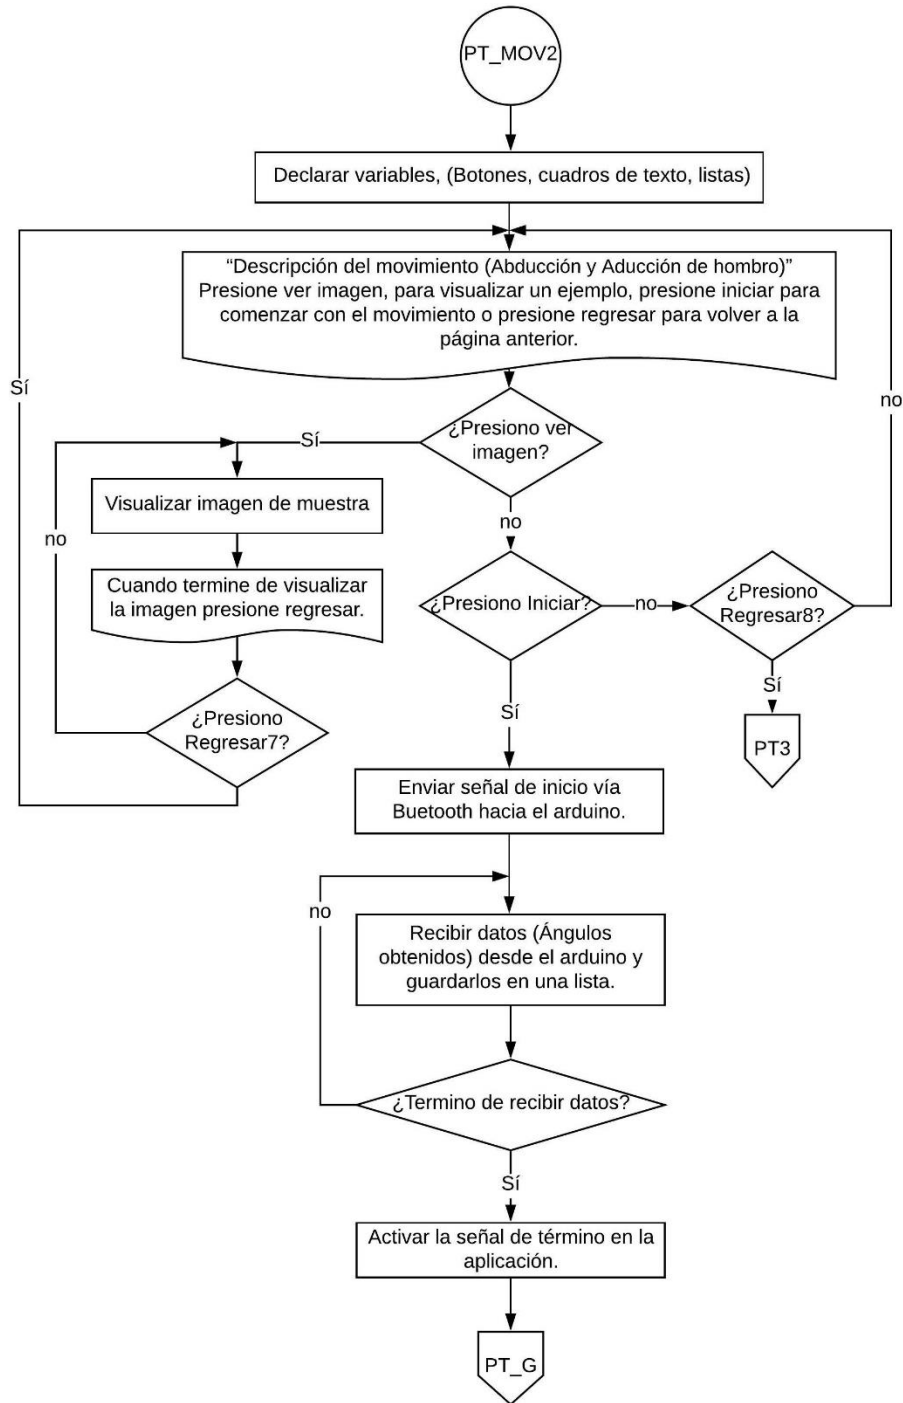 PT_MOV2
Declarar variables, (Botones, cuadros de texto, listas)
“Descripción del movimiento (Abducción y Aducción de hombro)”
Presione ver imagen, para visualizar un ejemplo, presione iniciar para
comenzar con el movimiento o presione regresar para volver a la
página anterior.
Sí
no
¿Presiono ver
imagen?
Sí
Visualizar imagen de muestra
no
no
Cuando termine de visualizar
la imagen presione regresar.
¿Presiono Iniciar?
no
¿Presiono
Regresar8?
Sí
Sí
¿Presiono
Regresar7?
PT3
Enviar señal de inicio vía
Buetooth hacia el arduino.
no
Recibir datos (Ángulos
obtenidos) desde el arduino y
guardarlos en una lista.
¿Termino de recibir datos?
Sí
Activar la señal de término en la
aplicación.
PT_G